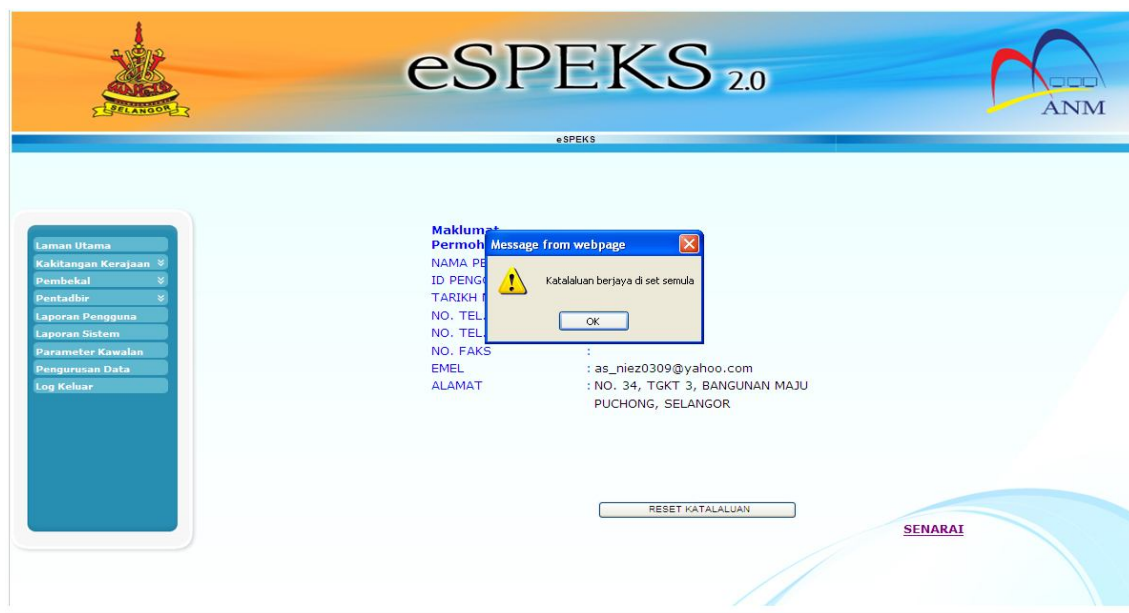 SELANGOR
eSPEKS 2.0
ANM
eSPEKS
Laman Utama
Kakitangan Kerajaan
Pembekal
Pentadbir
Laporan Pengguna
Laporan Sistem
Parameter Kawalan
Pengurusan Data
Log Keluar
Maklumat
Permoh
NAMA PE
ID PENGG
TARIKH
NO. TEL.
NO. TEL.
NO. FAKS :
EMEL : as_niez0309@yahoo.com
ALAMAT : NO. 34, TGKT 3, BANGUNAN MAJU
PUCHONG, SELANGOR
Message from webpage
Katalaluan berjaya di set semula
OK
RESET KATALALUAN
SENARAI